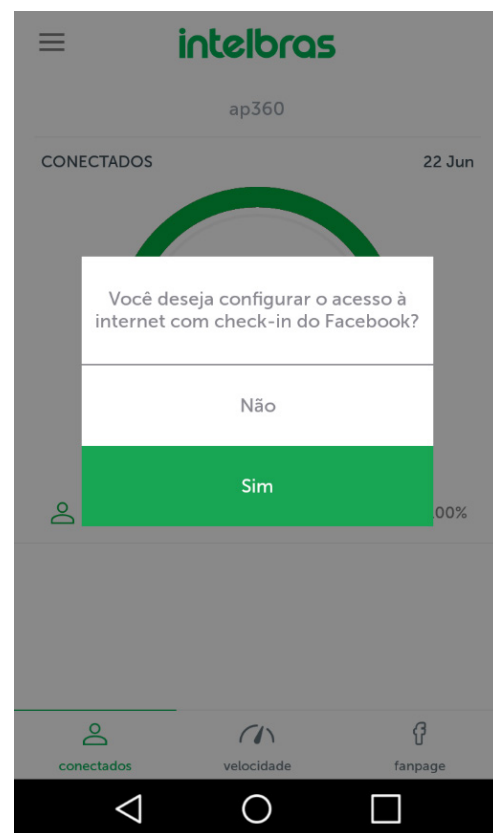 intelbras
ap360
CONECTADOS
22 Jun
Você deseja configurar o acesso à
internet com check-in do Facebook?
Não
Sim
00%
conectados
velocidade
fanpage